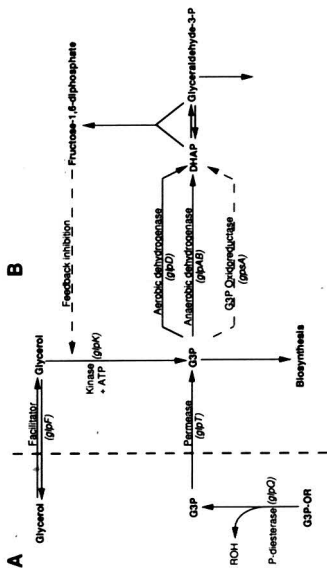 A
B
Glycerol
Facilitator
(glpF)
Glycerol
Feedback inhibition
Fructose-1,6-diphosphate
Kinase (glpK)
+ ATP
Aerobic dehydrogenase
(glpD)
Anaerobic dehydrogenase
(glpAB)
G3P Oxidoreductase
(gpsA)
DHAP
Glyceraldehyde-3-P
G3P
Permease
(glpT)
G3P
Biosynthesis
ROH
P-diesterase (glpQ)
G3P-OR